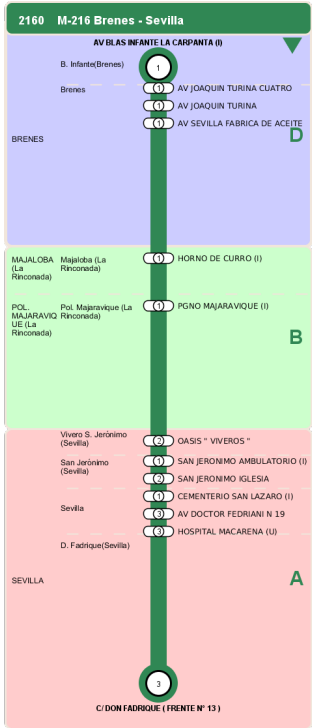 2160 M-216 Brenes - Sevilla
AV BLAS INFANTE LA CARPANTA (I)
B. Infante(Brenes)
1
Brenes
1 AV JOAQUIN TURINA CUATRO
1 AV JOAQUIN TURINA
1 AV SEVILLA FABRICA DE ACEITE
BRENES
D
MAJALOBA
(La
Rinconada)
Majaloba (La
Rinconada)
1 HORNO DE CURRO (I)
POL.
MAJARAVIQ
UE (La
Rinconada)
Pol. Majaravique (La
Rinconada)
1 PGNO MAJARAVIQUE (I)
B
Vivero S. Jerónimo
(Sevilla)
2 OASIS " VIVEROS "
San Jerónimo
(Sevilla)
1 SAN JERONIMO AMBULATORIO (I)
2 SAN JERONIMO IGLESIA
Sevilla
1 CEMENTERIO SAN LAZARO (I)
3 AV DOCTOR FEDRIANI N 19
3 HOSPITAL MACARENA (U)
D. Fadrique(Sevilla)
SEVILLA
A
3
C/ DON FADRIQUE ( FRENTE Nº 13 )